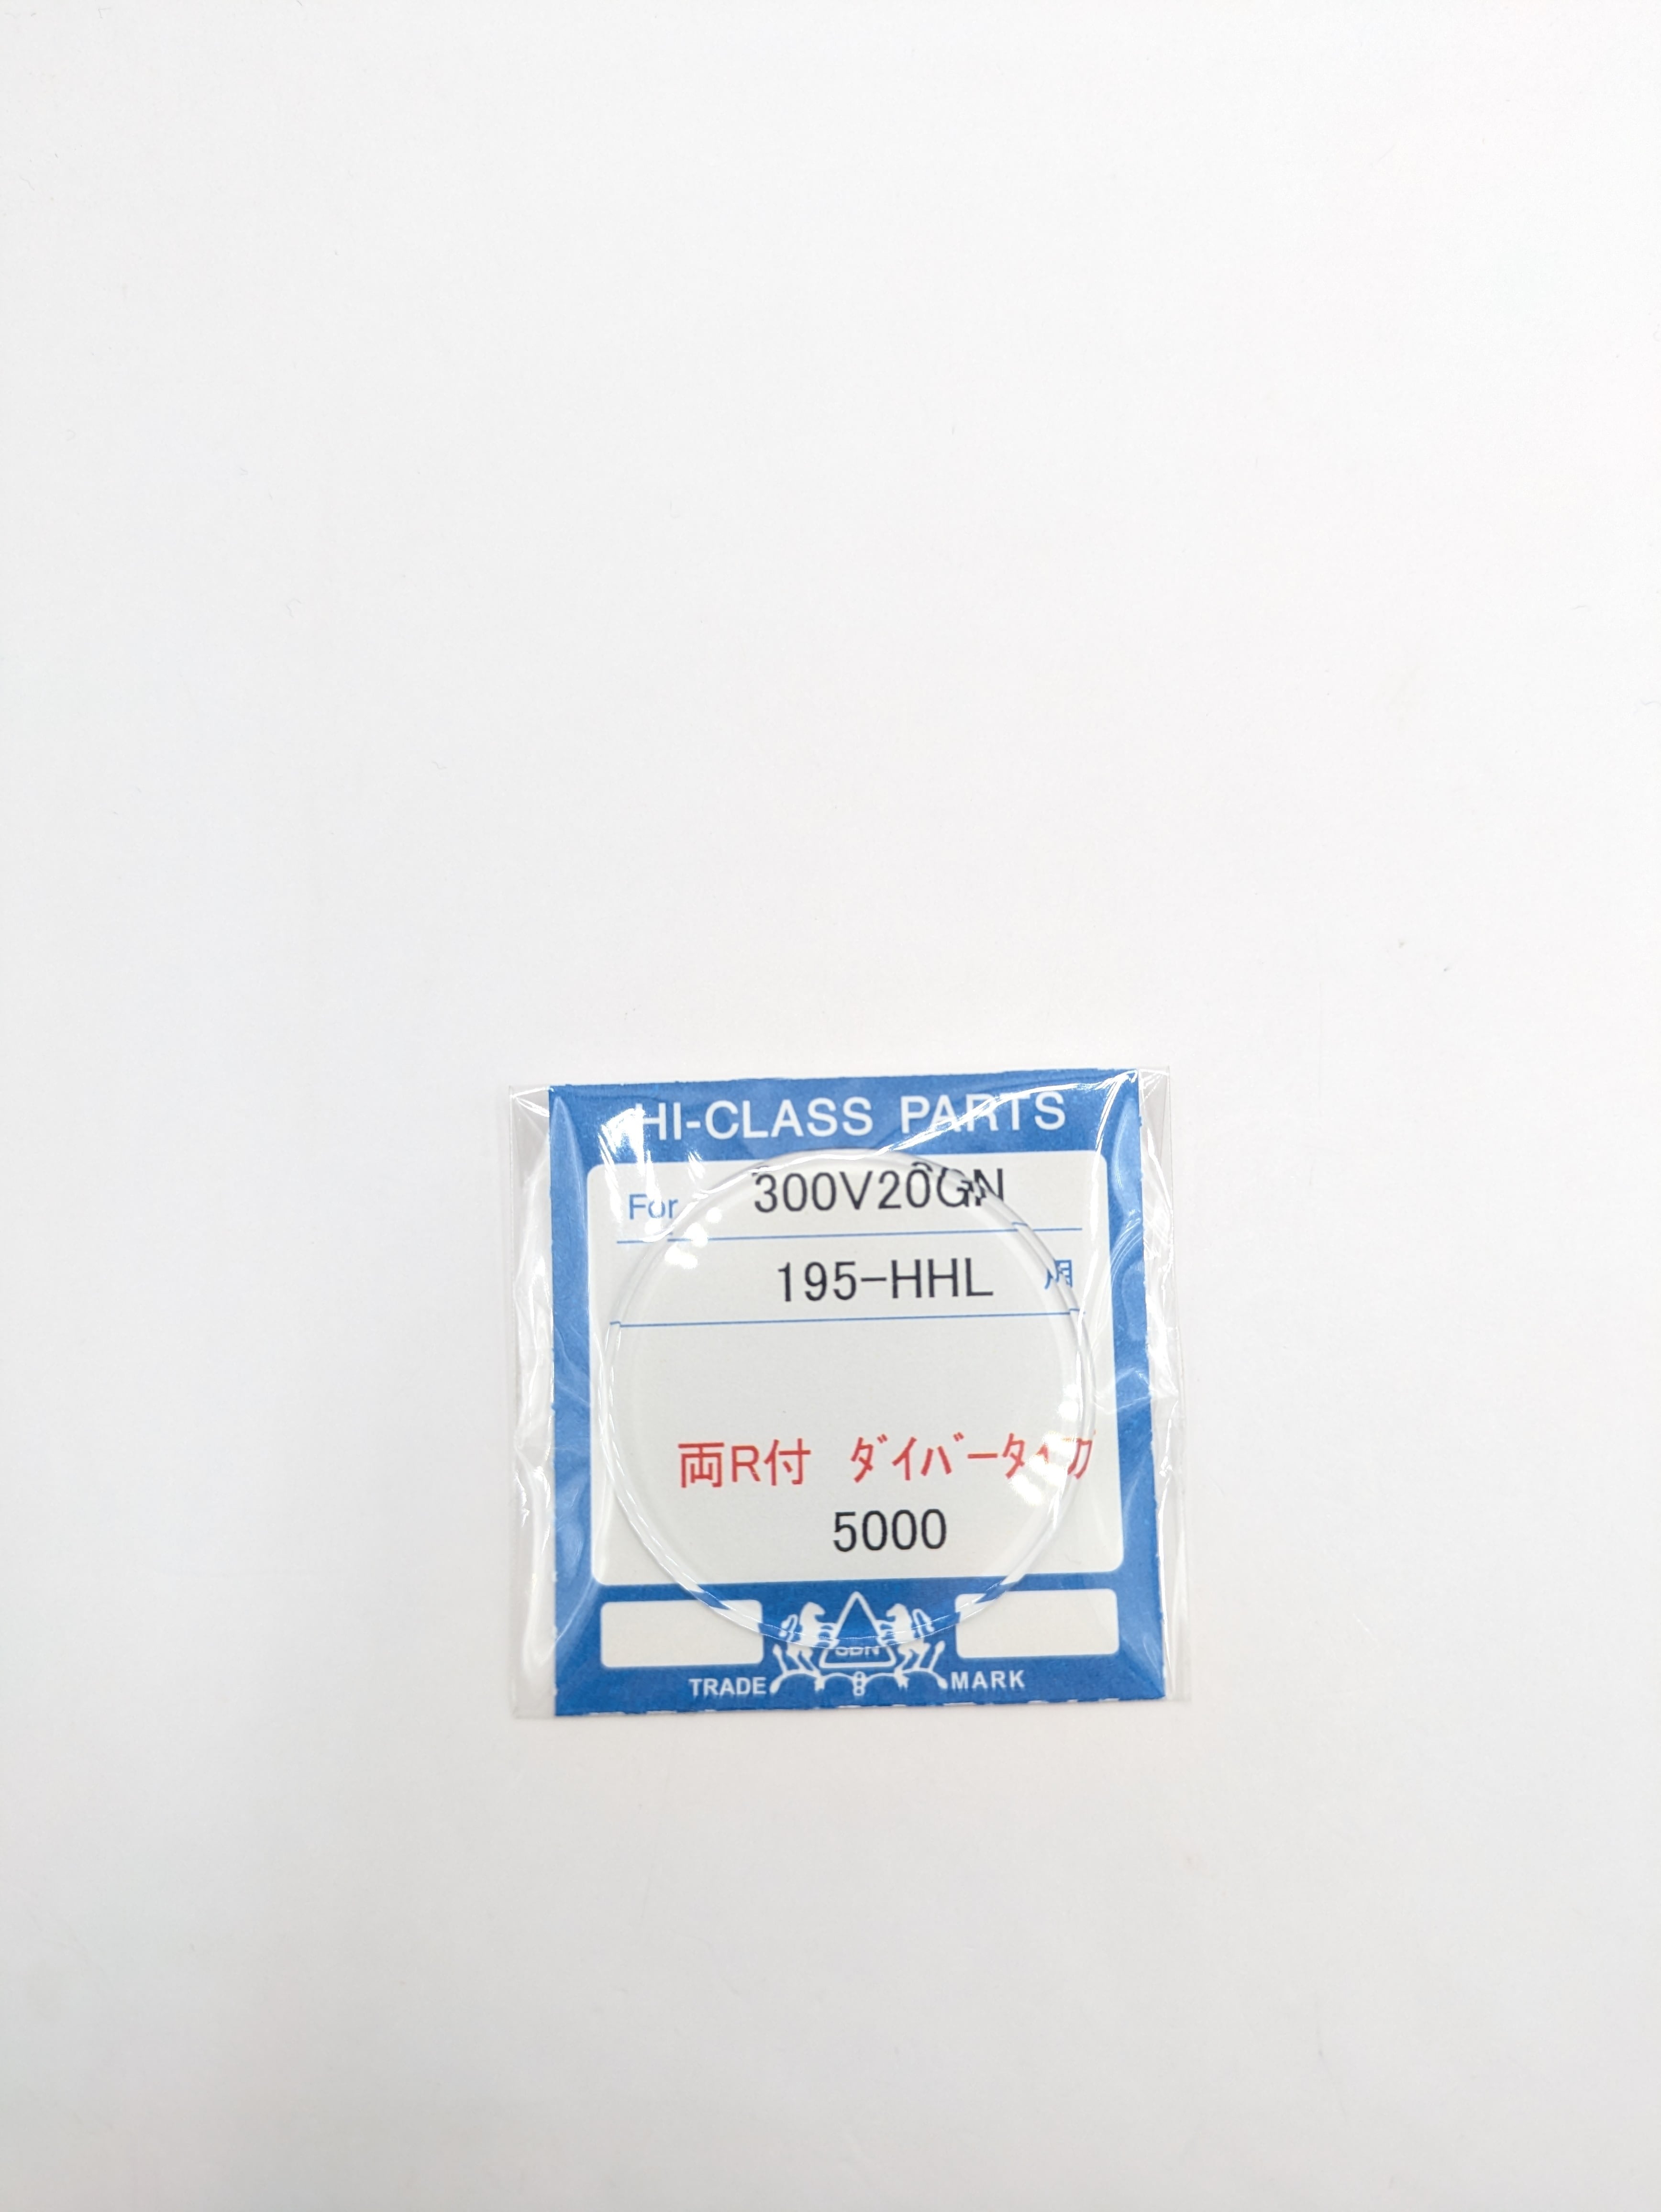 HI-CLASS PARTS
For 300V20GN
195-HHL 用
両R付 ﾀﾞｲﾊﾞｰﾀｲﾌﾟ
5000
TRADE MARK